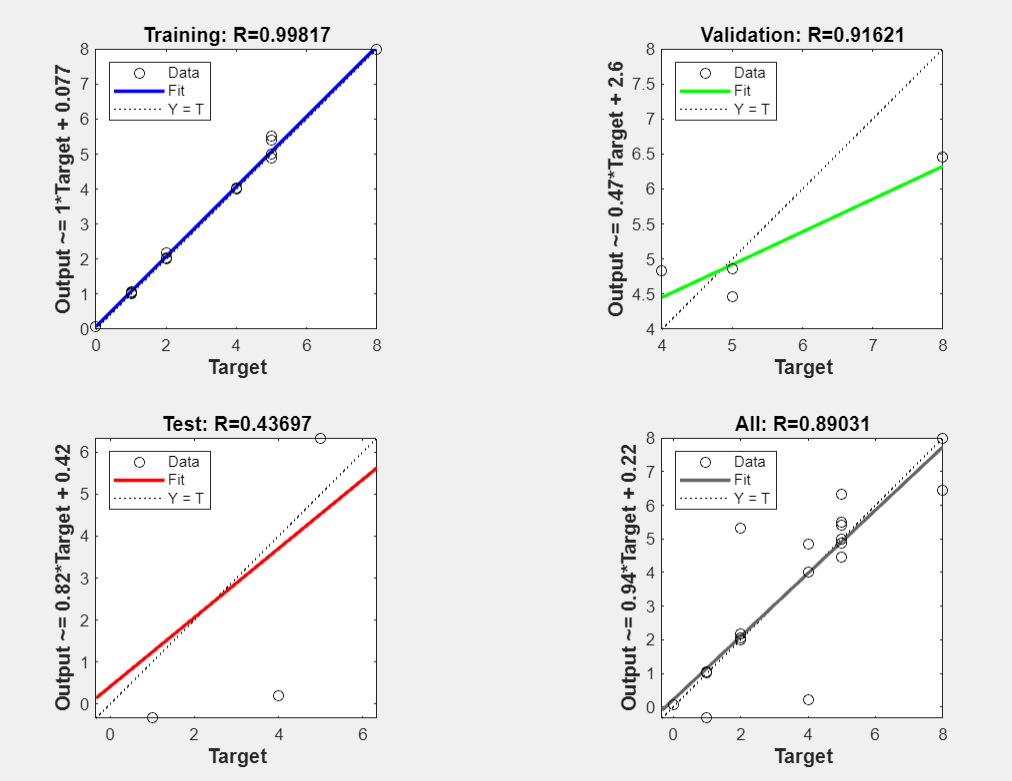 Training: R=0.99817
Output ~= 1*Target + 0.077
8
7
6
5
4
3
2
1
0
Data
Fit
Y = T
0 2 4 6 8
Target
Validation: R=0.91621
Output ~= 0.47*Target + 2.6
8
7.5
7
6.5
6
5.5
5
4.5
4
Data
Fit
Y = T
4 5 6 7 8
Target
Test: R=0.43697
Output ~= 0.82*Target + 0.42
6
5
4
3
2
1
0
Data
Fit
Y = T
0 2 4 6
Target
All: R=0.89031
Output ~= 0.94*Target + 0.22
8
7
6
5
4
3
2
1
0
Data
Fit
Y = T
0 2 4 6 8
Target